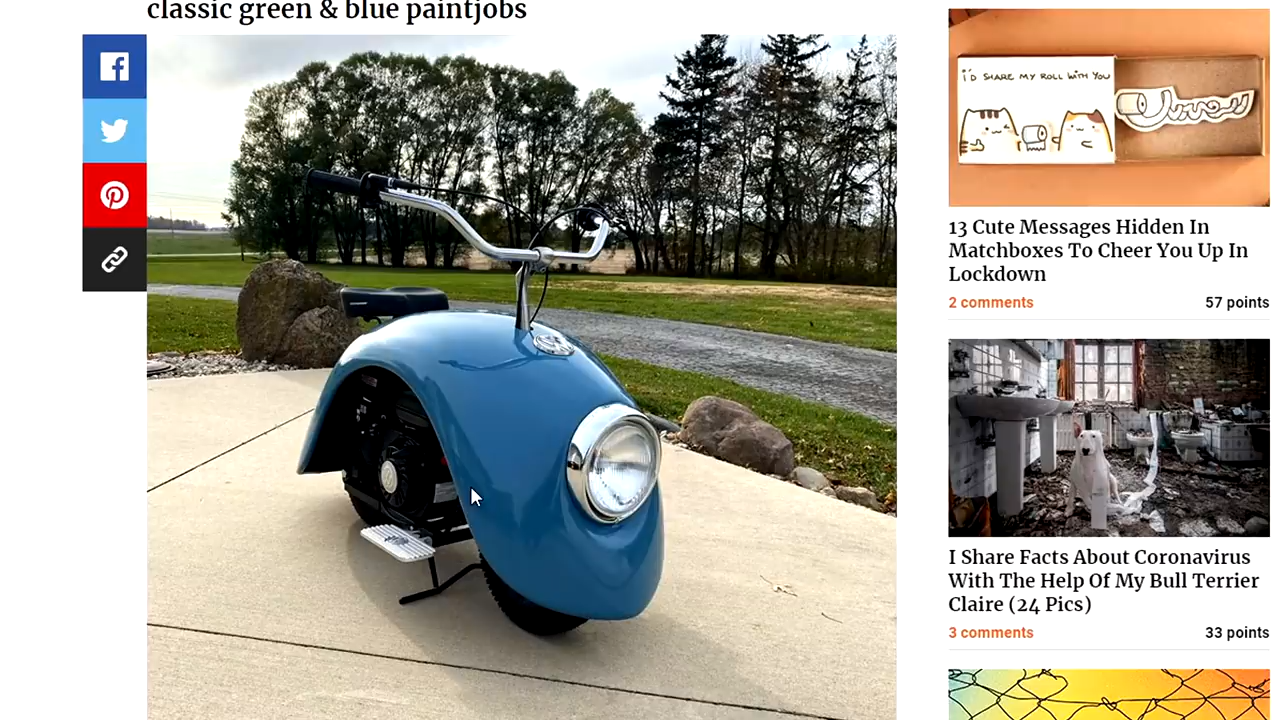 classic green & blue paintjobs
I'D SHARE MY ROLL WITH YOU
13 Cute Messages Hidden In
Matchboxes To Cheer You Up In
Lockdown
2 comments
57 points
I Share Facts About Coronavirus
With The Help Of My Bull Terrier
Claire (24 Pics)
3 comments
33 points